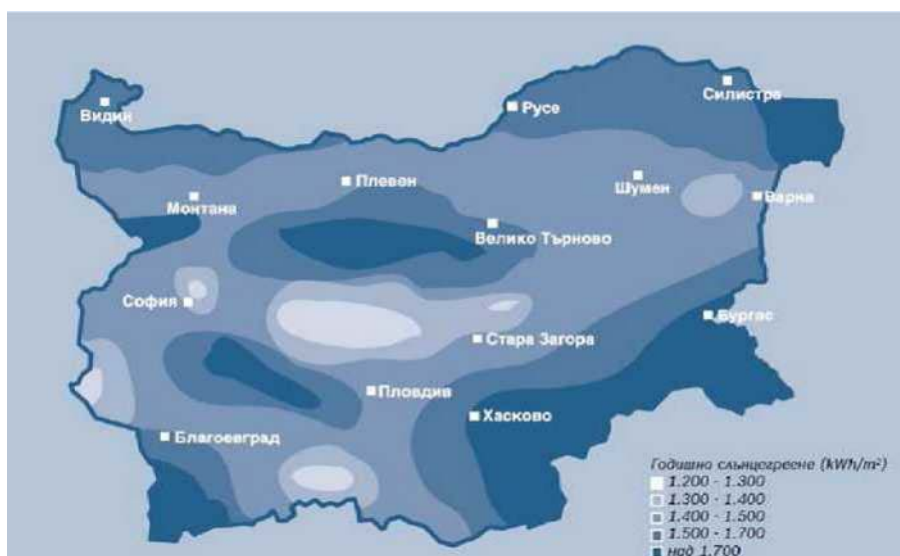 Видин
Русе
Силистра
Плевен
Монтана
Шумен
Варна
Велико Търново
София
Бургас
Стара Загора
Пловдив
Хасково
Благоевград
Годишно слънцегреене (kWh/m²)
1.200 - 1.300
1.300 - 1.400
1.400 - 1.500
1.500 - 1.700
над 1.700